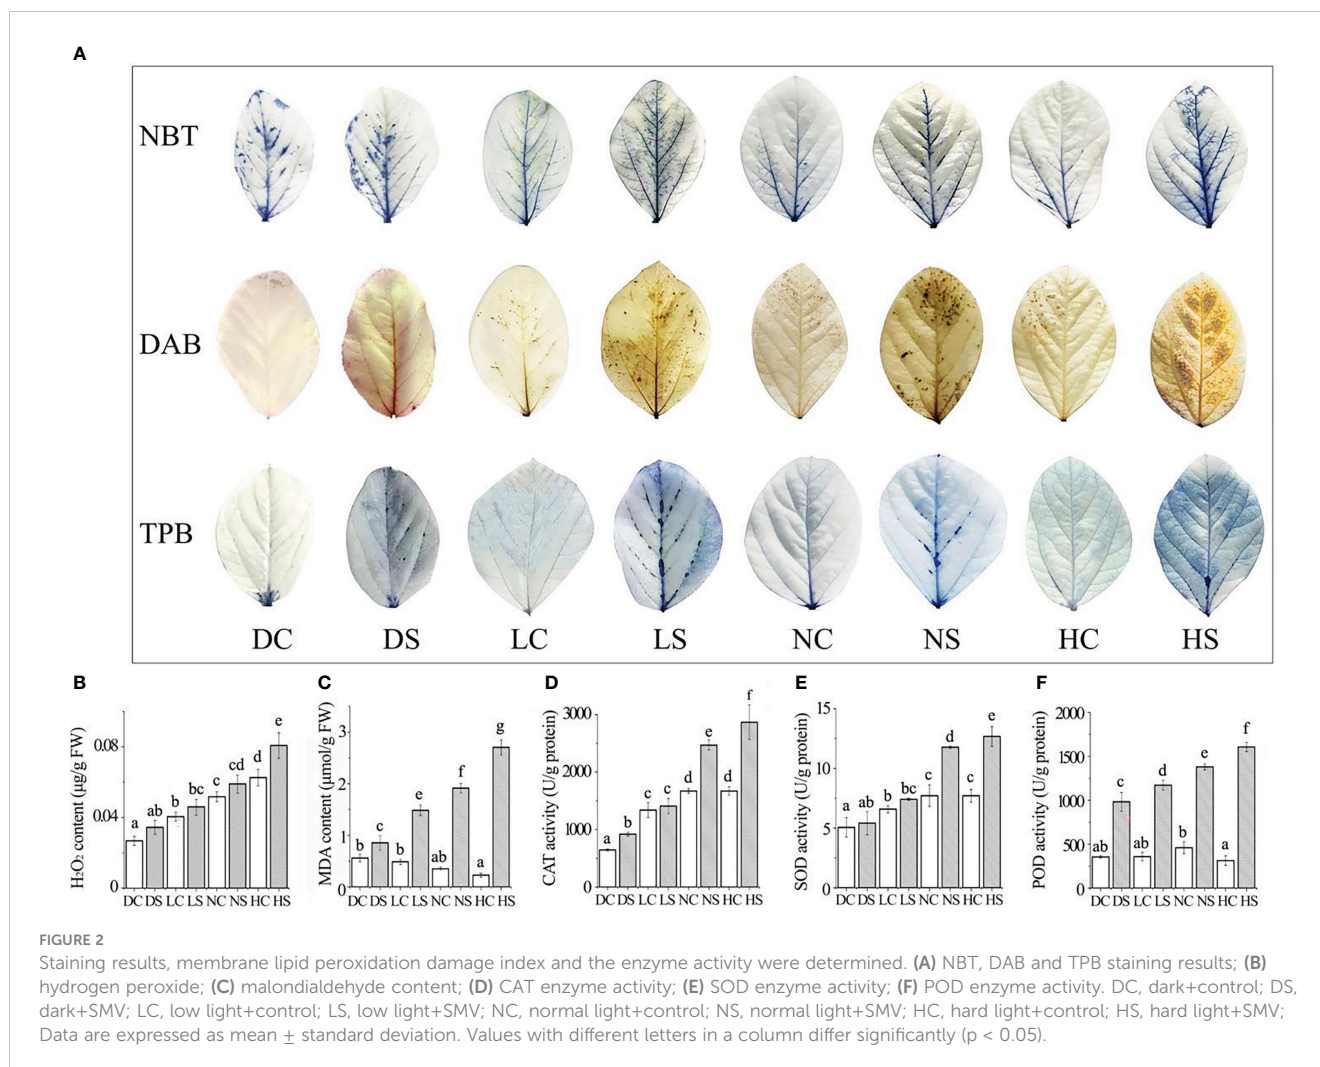 A
NBT
DAB
TPB
DC DS LC LS NC NS HC HS
B
H₂O₂ content (µg/g FW)
0.08
0.04
0
a ab b bc c cd d e
DC DS LC LS NC NS HC HS
C
MDA content (µmol/g FW)
3
2
1
0
b c b e ab f a g
DC DS LC LS NC NS HC HS
D
CAT activity (U/g protein)
3000
2000
1000
0
a b c c d e d f
DC DS LC LS NC NS HC HS
E
SOD activity (U/g protein)
15
10
5
0
a ab b bc c d c e
DC DS LC LS NC NS HC HS
F
POD activity (U/g protein)
2000
1500
1000
500
0
ab c ab d b e a f
DC DS LC LS NC NS HC HS
FIGURE 2
Staining results, membrane lipid peroxidation damage index and the enzyme activity were determined. (A) NBT, DAB and TPB staining results; (B)
hydrogen peroxide; (C) malondialdehyde content; (D) CAT enzyme activity; (E) SOD enzyme activity; (F) POD enzyme activity. DC, dark+control; DS,
dark+SMV; LC, low light+control; LS, low light+SMV; NC, normal light+control; NS, normal light+SMV; HC, hard light+control; HS, hard light+SMV;
Data are expressed as mean ± standard deviation. Values with different letters in a column differ significantly (p < 0.05).